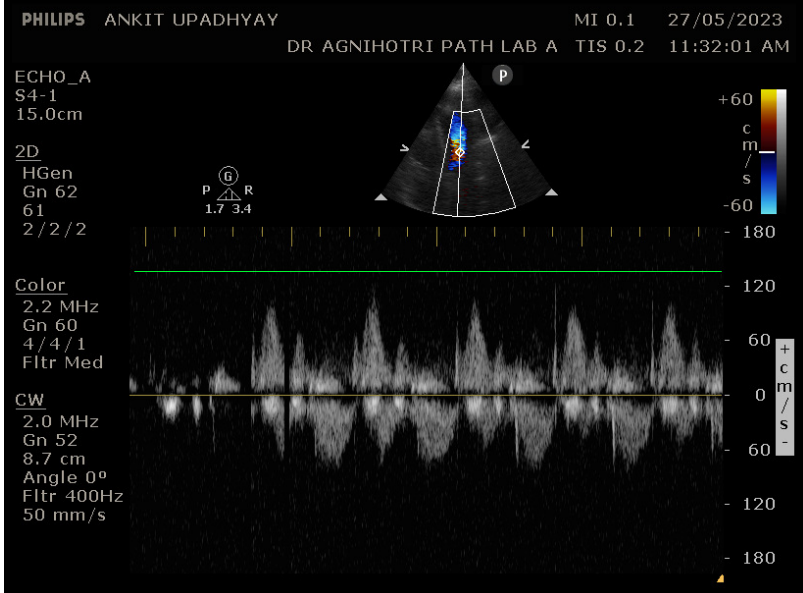 PHILIPS ANKIT UPADHYAY MI 0.1 27/05/2023
DR AGNIHOTRI PATH LAB A TIS 0.2 11:32:01 AM
ECHO_A
S4-1
15.0cm
2D
HGen
Gn 62
61
2/2/2
Color
2.2 MHz
Gn 60
4/4/1
Fltr Med
CW
2.0 MHz
Gn 52
8.7 cm
Angle 0º
Fltr 400Hz
50 mm/s
P
G
P R
1.7 3.4
+60
c
m
/
s
-60
- 180
- 120
- 60
- 0
- 60
- 120
- 180
+
c
m
/
s
-